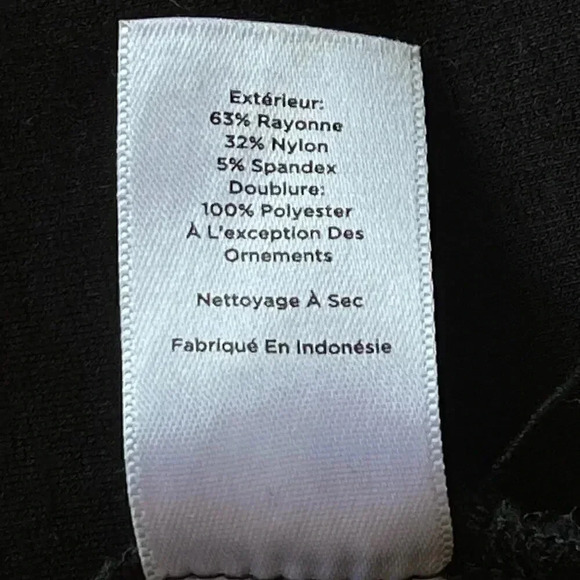 Extérieur:
63% Rayonne
32% Nylon
5% Spandex
Doublure:
100% Polyester
À L'exception Des
Ornements
Nettoyage À Sec
Fabriqué En Indonésie